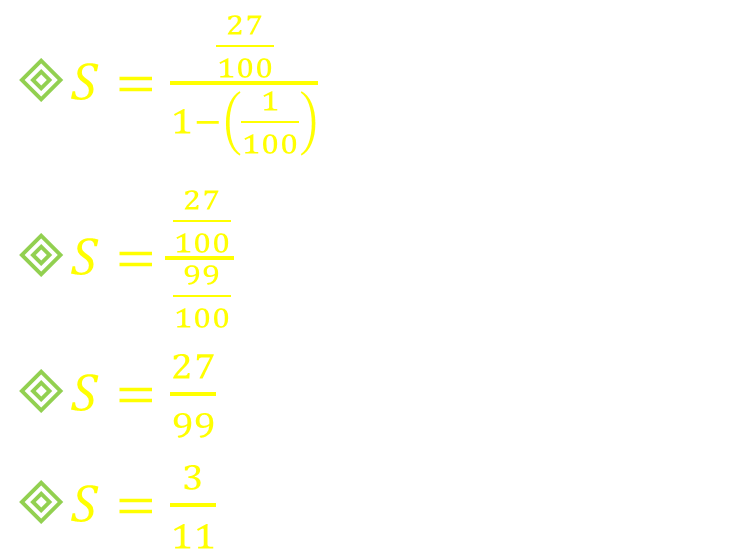 S = (27/100)/(1−(1/100))
S = (27/100)/(99/100)
S = 27/99
S = 3/11